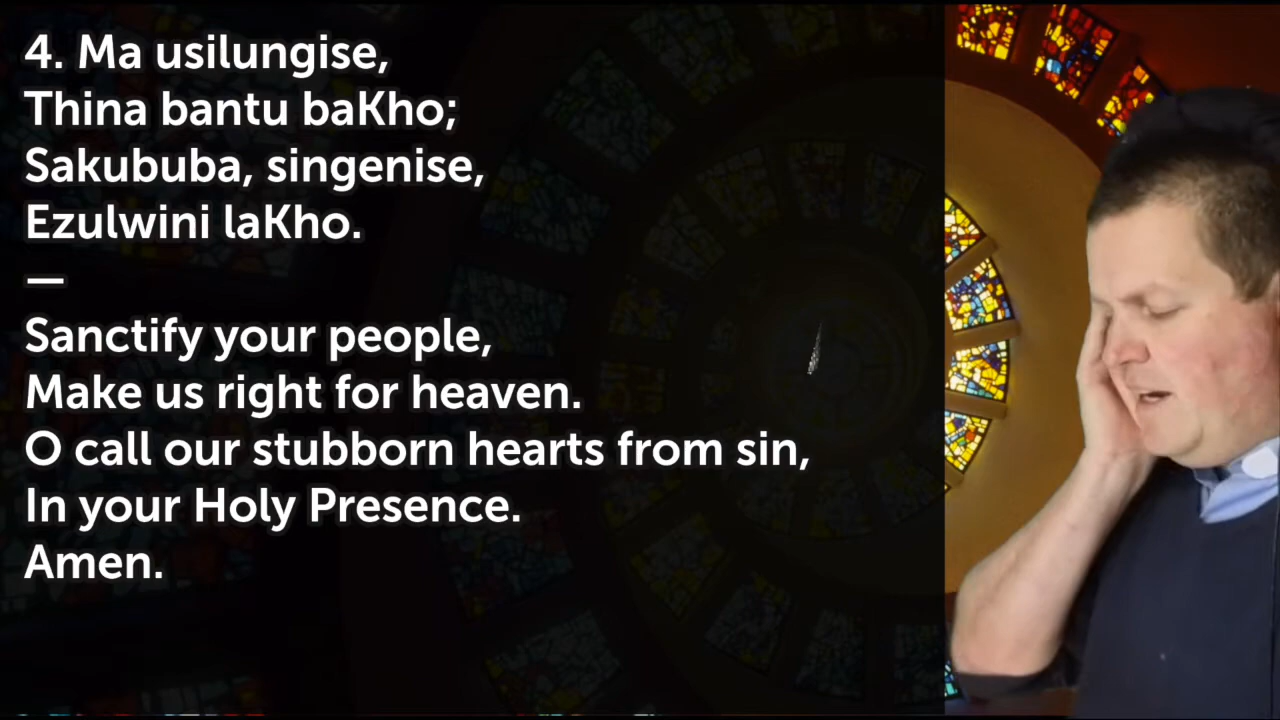 4. Ma usilungise,
Thina bantu baKho;
Sakububa, singenise,
Ezulwini laKho.
—
Sanctify your people,
Make us right for heaven.
O call our stubborn hearts from sin,
In your Holy Presence.
Amen.